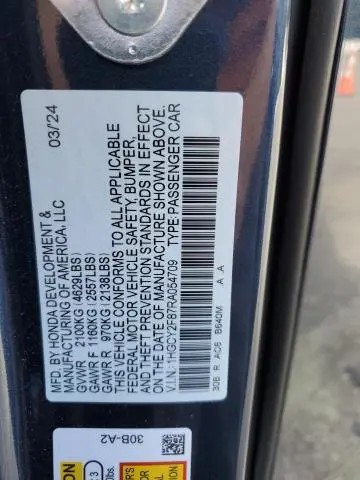 MFD. BY HONDA DEVELOPMENT & 03/24
MANUFACTURING OF AMERICA, LLC
GVWR 2100KG(4629LBS)
GAWR F 1160KG(2557LBS)
GAWR R 970KG(2138LBS)
THIS VEHICLE CONFORMS TO ALL APPLICABLE
FEDERAL MOTOR VEHICLE SAFETY, BUMPER,
AND THEFT PREVENTION STANDARDS IN EFFECT
ON THE DATE OF MANUFACTURE SHOWN ABOVE.
V.I.N.:1HGCY2F87RA054709 TYPE:PASSENGER CAR
30B R AC6 B640M A A
30B-A2